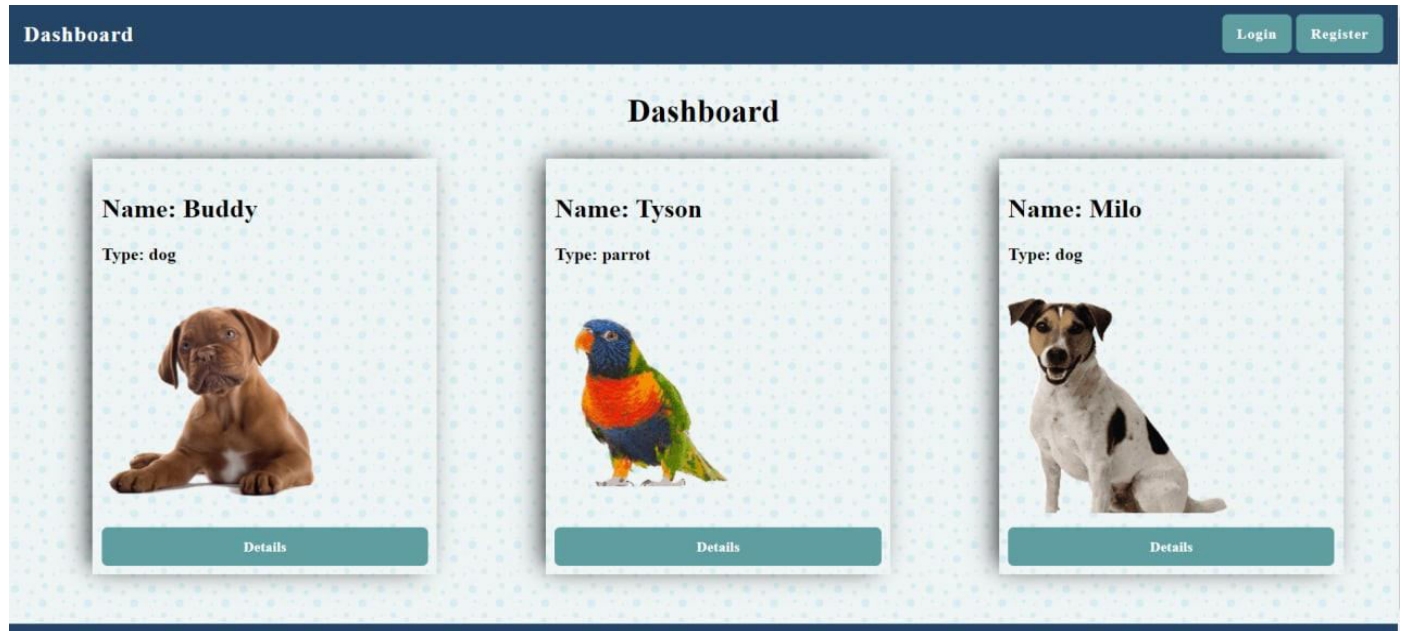 Dashboard
Login Register
Dashboard
Name: Buddy
Type: dog
Details
Name: Tyson
Type: parrot
Details
Name: Milo
Type: dog
Details